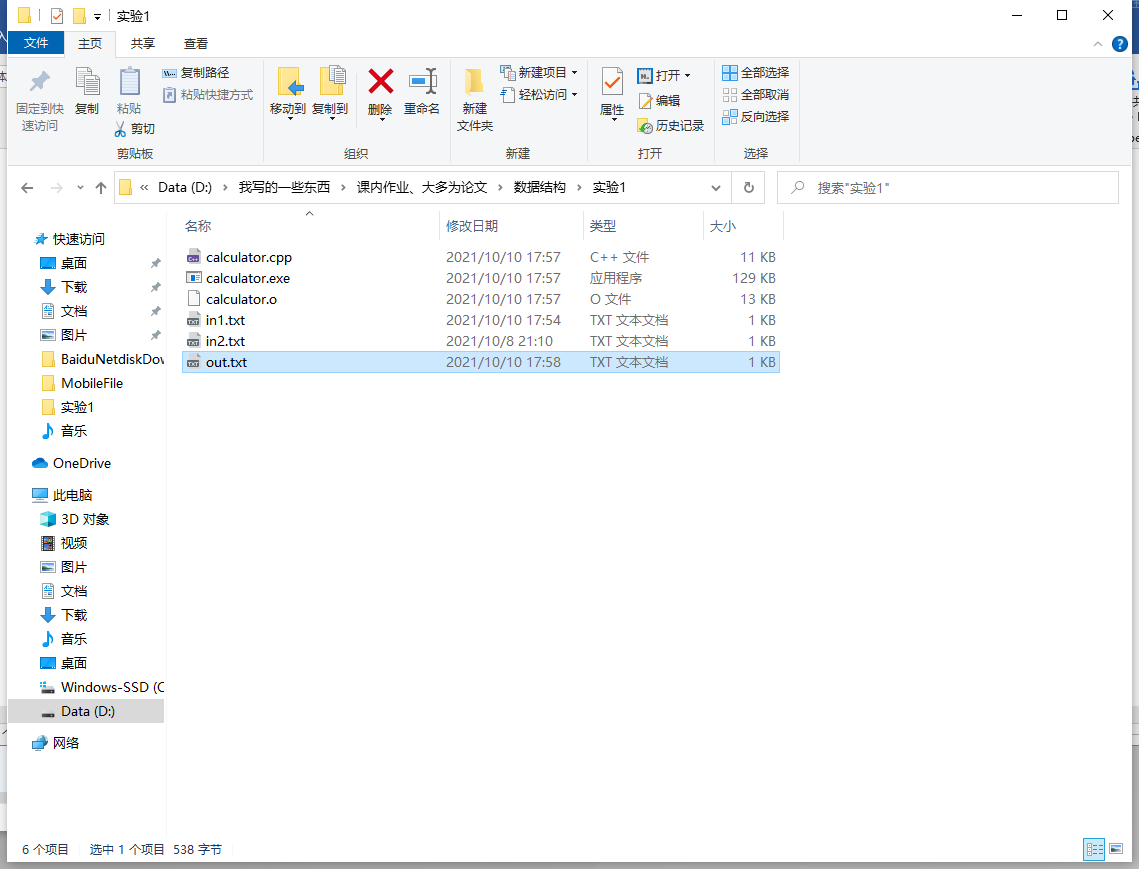 实验1
文件 主页 共享 查看
固定到快速访问
复制
粘贴
复制路径
粘贴快捷方式
剪切
剪贴板
移动到 复制到 删除 重命名
组织
新建文件夹
新建项目
轻松访问
新建
属性
打开
编辑
历史记录
打开
全部选择
全部取消
反向选择
选择
« Data (D:) › 我写的一些东西 › 课内作业、大多为论文 › 数据结构 › 实验1
搜索"实验1"
名称 修改日期 类型 大小
calculator.cpp 2021/10/10 17:57 C++ 文件 11 KB
calculator.exe 2021/10/10 17:57 应用程序 129 KB
calculator.o 2021/10/10 17:57 O 文件 13 KB
in1.txt 2021/10/10 17:54 TXT 文本文档 1 KB
in2.txt 2021/10/8 21:10 TXT 文本文档 1 KB
out.txt 2021/10/10 17:58 TXT 文本文档 1 KB
快速访问
桌面
下载
文档
图片
BaiduNetdiskDow
MobileFile
实验1
音乐
OneDrive
此电脑
3D 对象
视频
图片
文档
下载
音乐
桌面
Windows-SSD (C
Data (D:)
网络
6 个项目 选中 1 个项目 538 字节